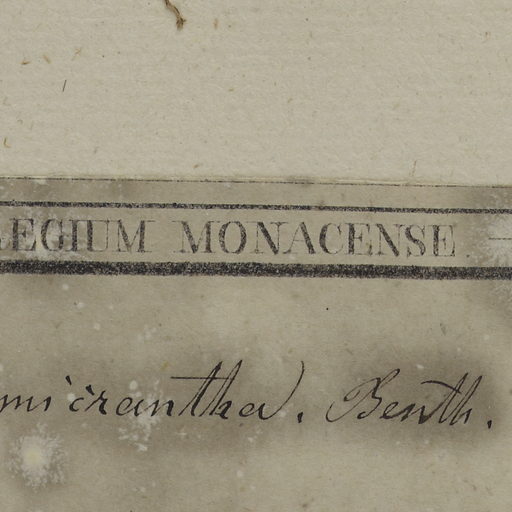 EGIUM MONACENSE —
micrantha. Benth.